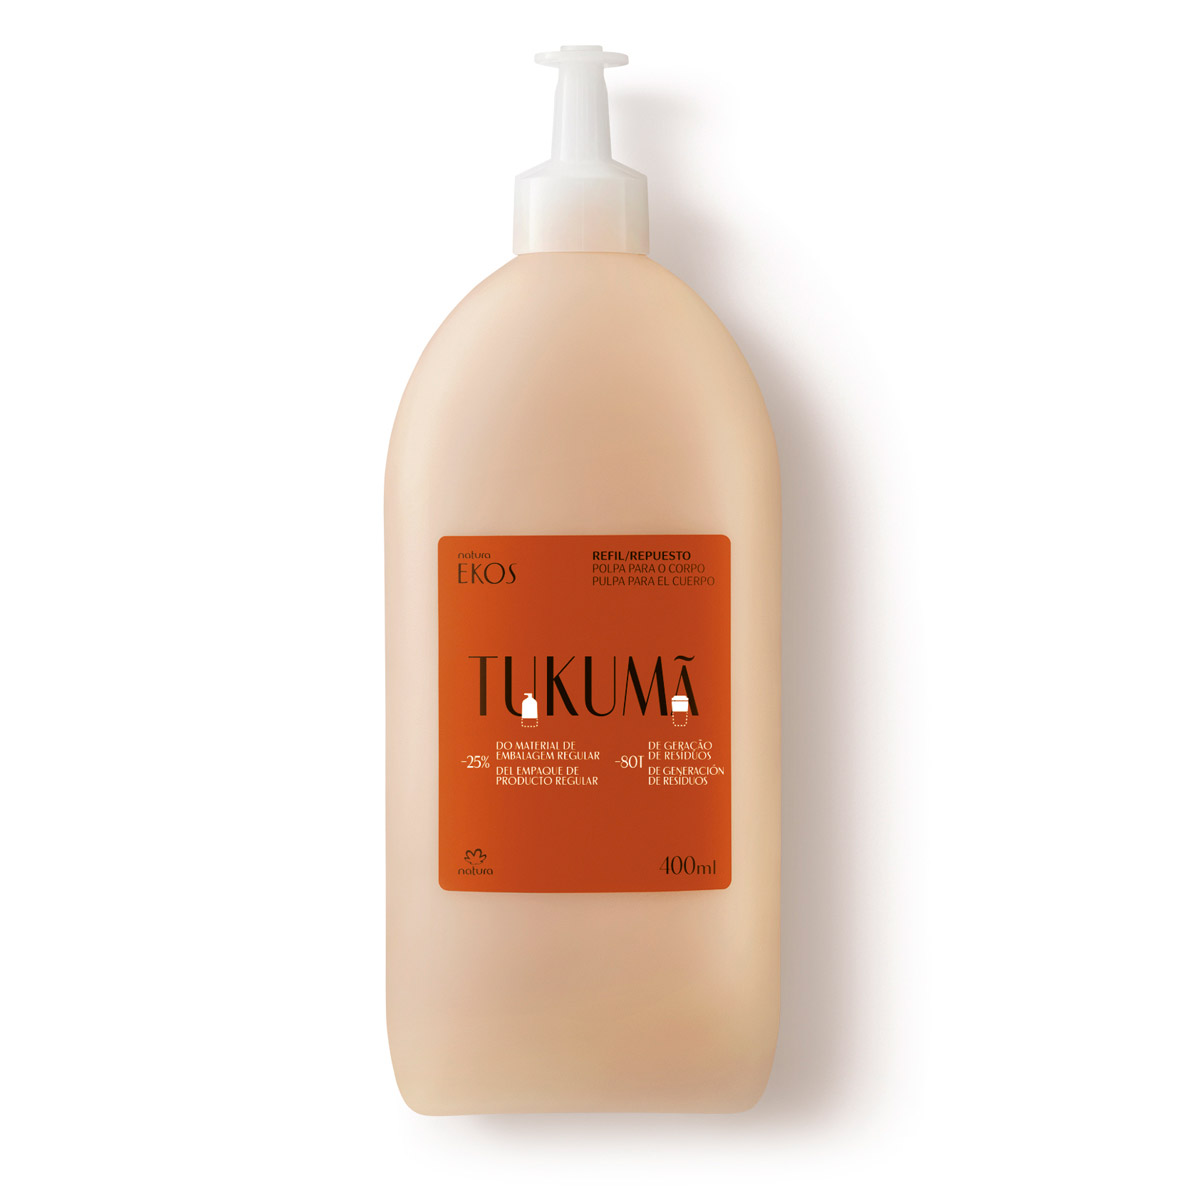 natura
EKOS
REFIL/REPUESTO
POLPA PARA O CORPO
PULPA PARA EL CUERPO
TUKUMÃ
-25%
DO MATERIAL DE
EMBALAGEM REGULAR
DEL EMPAQUE DE
PRODUCTO REGULAR
-80T
DE GERAÇÃO
DE RESÍDUOS
DE GENERACIÓN
DE RESIDUOS
natura
400ml